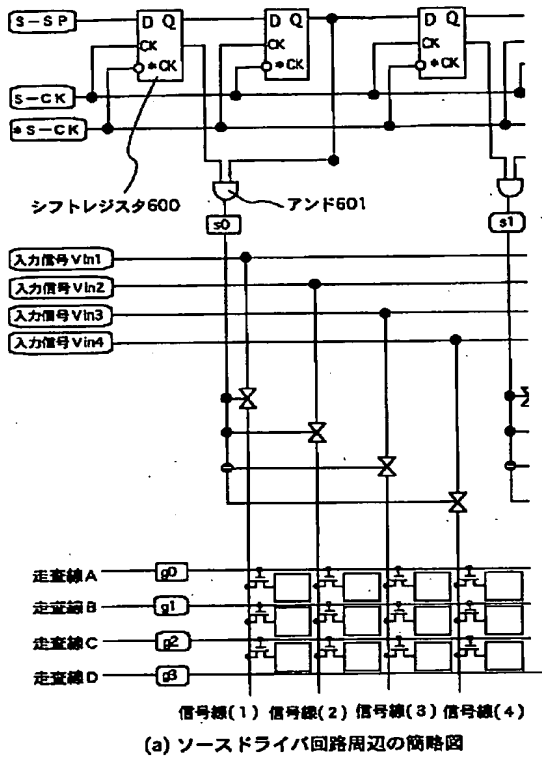 S-SP
D Q
CK
*CK
D Q
CK
*CK
D Q
CK
*CK
S-CK
*S-CK
シフトレジスタ600
アンド601
s0
s1
入力信号Vin1
入力信号Vin2
入力信号Vin3
入力信号Vin4
走査線A g0
走査線B g1
走査線C g2
走査線D g3
信号線(1) 信号線(2) 信号線(3) 信号線(4)
(a) ソースドライバ回路周辺の簡略図